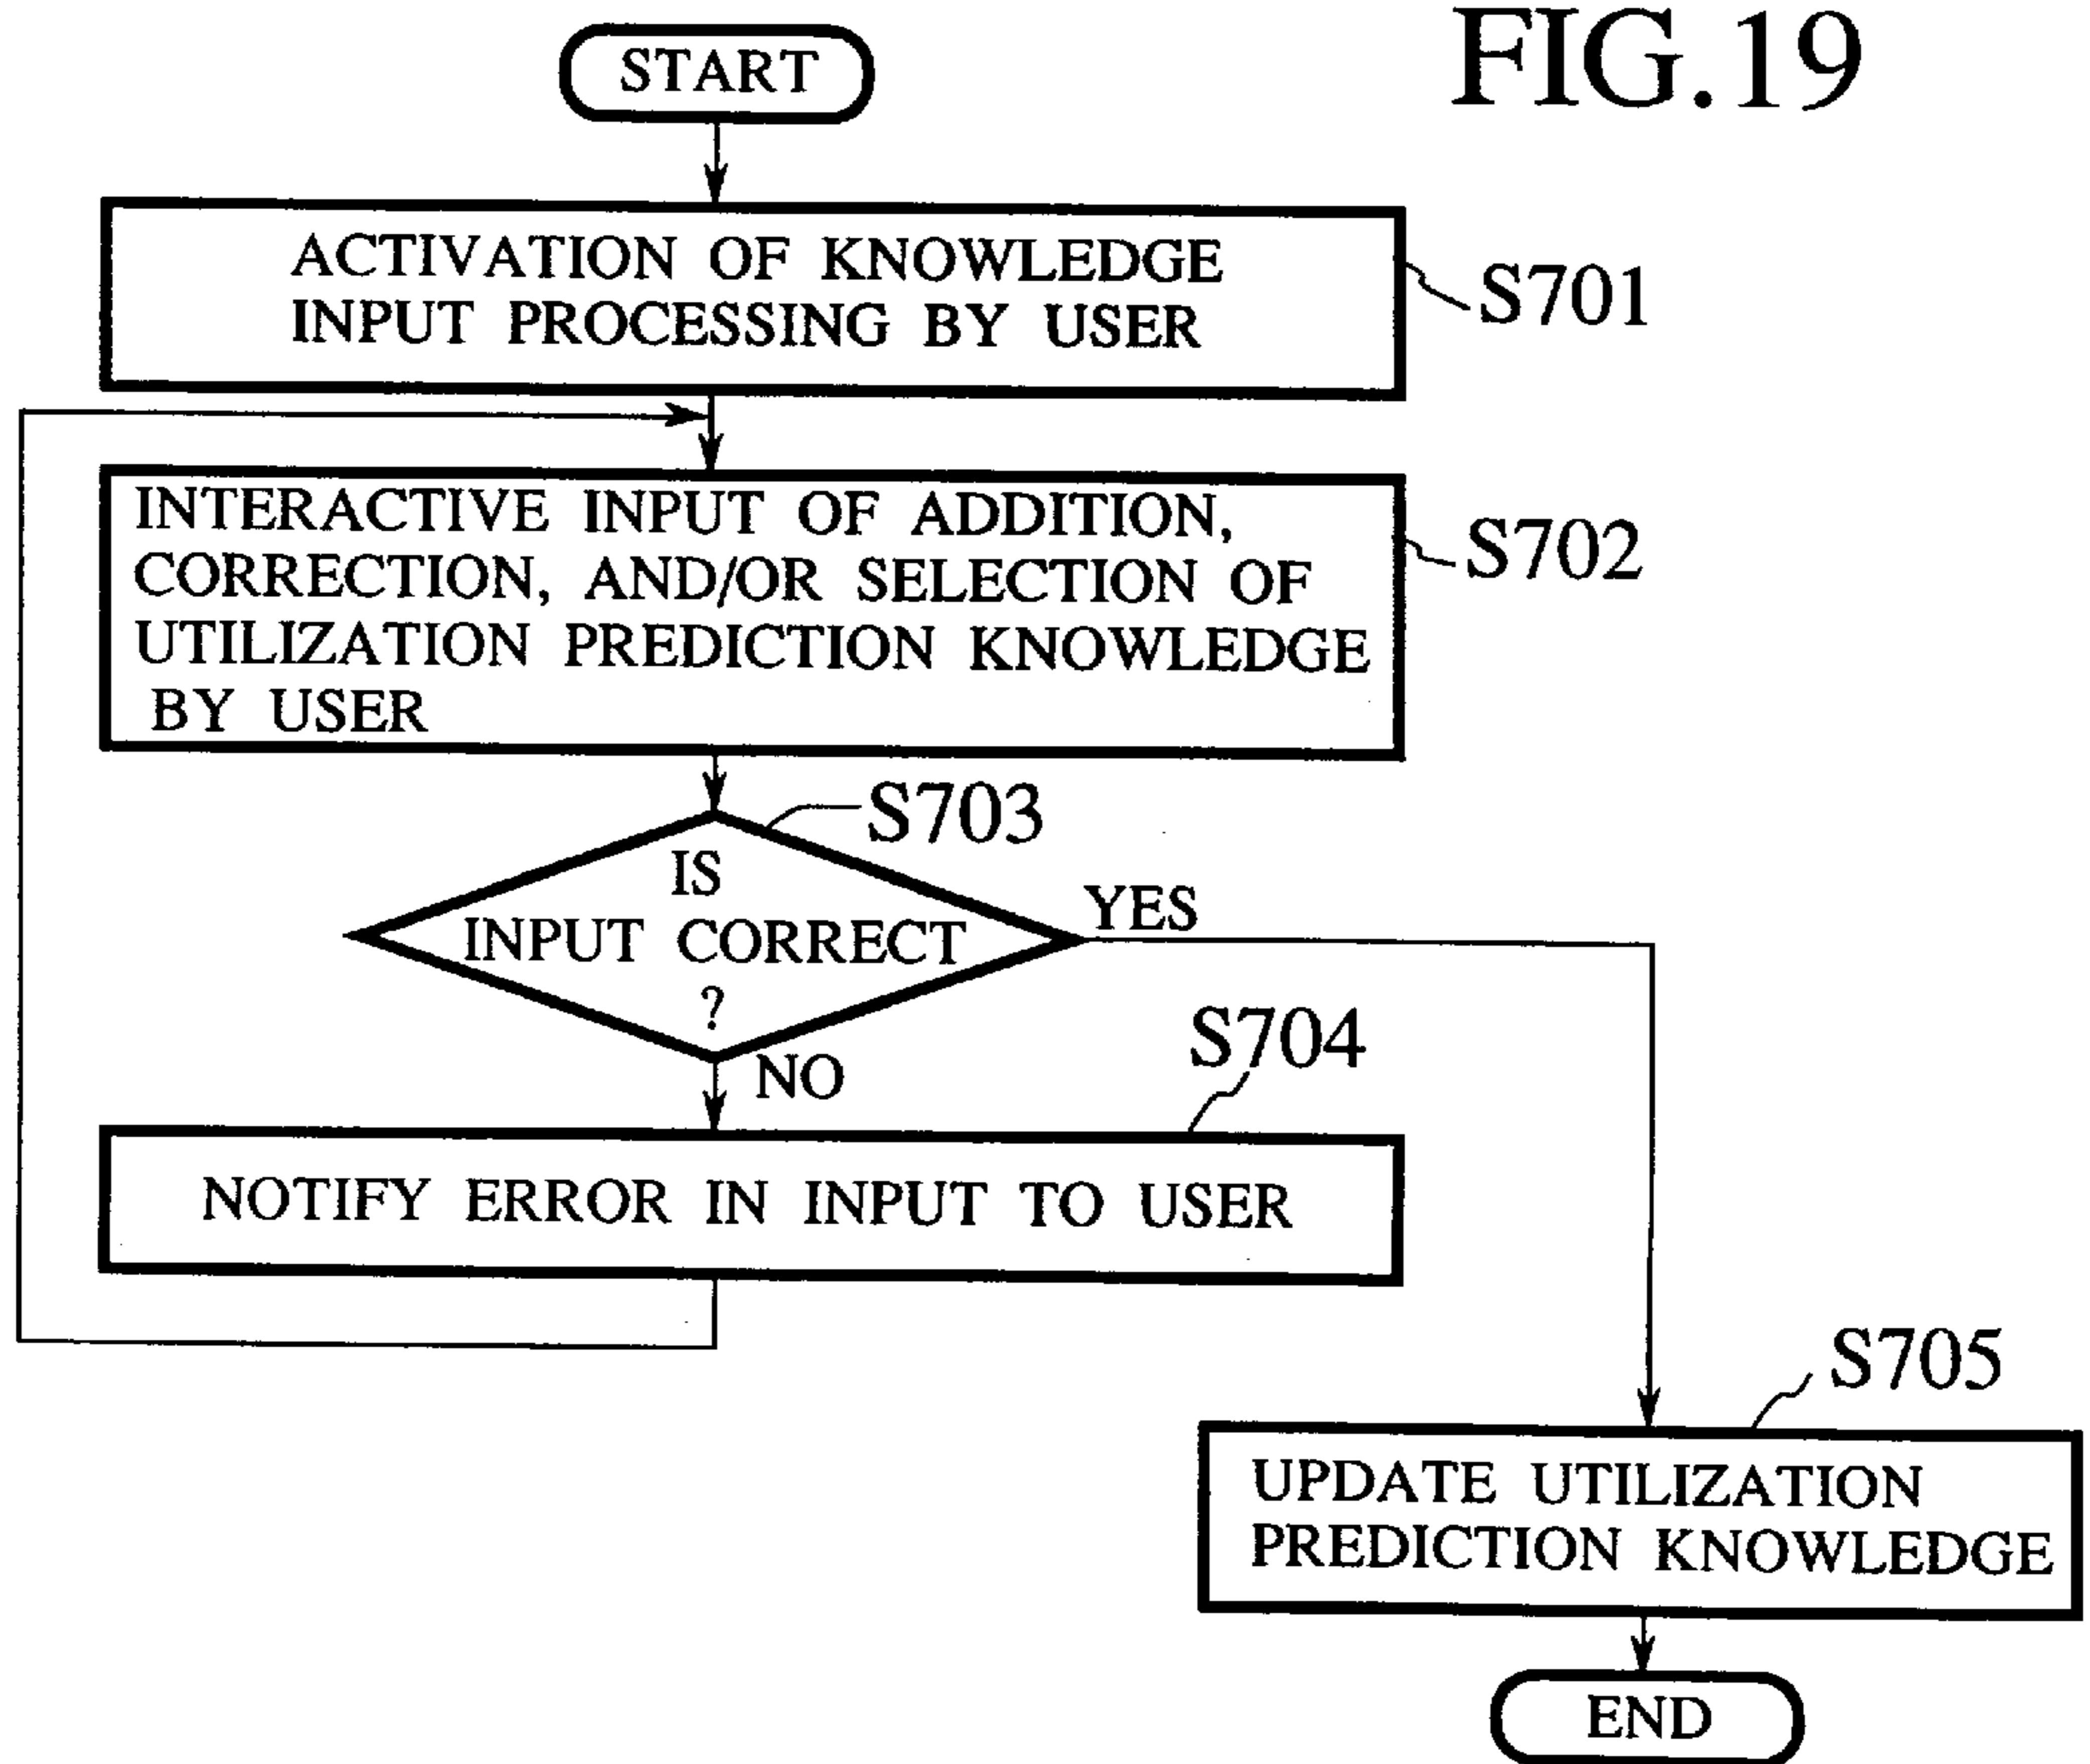 FIG.19
START
ACTIVATION OF KNOWLEDGE
INPUT PROCESSING BY USER
S701
INTERACTIVE INPUT OF ADDITION,
CORRECTION, AND/OR SELECTION OF
UTILIZATION PREDICTION KNOWLEDGE
BY USER
S702
S703
IS
INPUT CORRECT
?
YES
NO
S704
NOTIFY ERROR IN INPUT TO USER
S705
UPDATE UTILIZATION
PREDICTION KNOWLEDGE
END